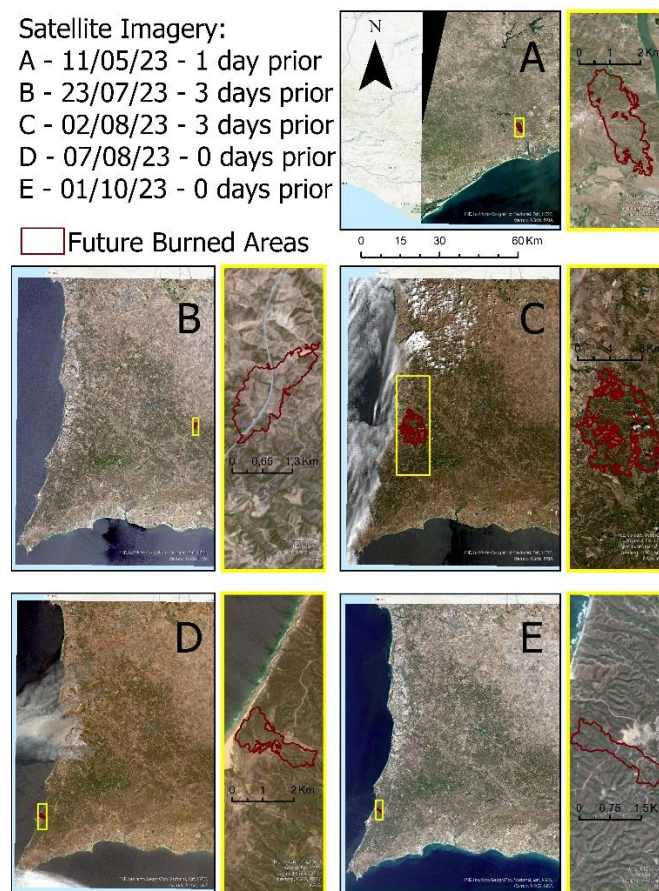 Satellite Imagery:
A - 11/05/23 - 1 day prior
B - 23/07/23 - 3 days prior
C - 02/08/23 - 3 days prior
D - 07/08/23 - 0 days prior
E - 01/10/23 - 0 days prior
Future Burned Areas
N
A
0 1 2 Km
0 15 30 60 Km
B
0 0,65 1,3 Km
C
0 4
D
0 1 2 Km
E
0 0,75 1,5 K